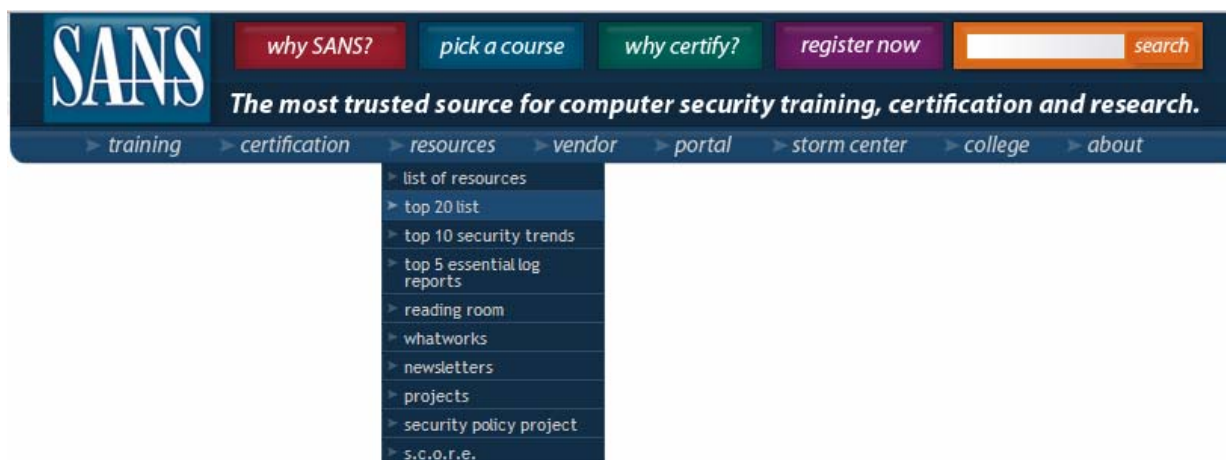 SANS
why SANS?
pick a course
why certify?
register now
search
The most trusted source for computer security training, certification and research.
training
certification
resources
vendor
portal
storm center
college
about
list of resources
top 20 list
top 10 security trends
top 5 essential log
reports
reading room
whatworks
newsletters
projects
security policy project
s.c.o.r.e.